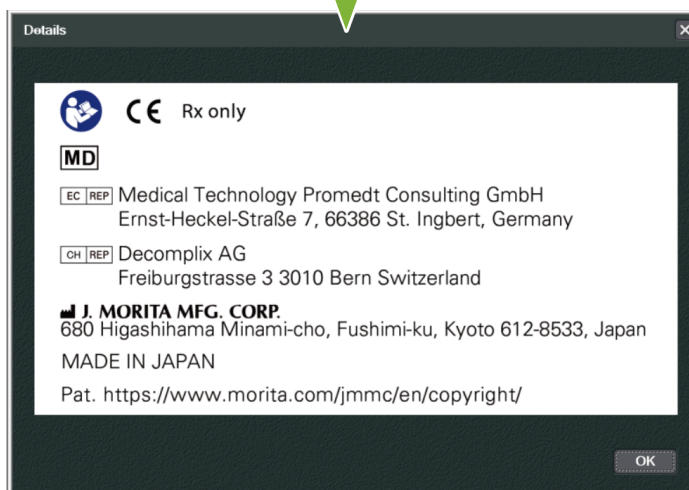 Details
CE Rx only
MD
EC REP Medical Technology Promedt Consulting GmbH
Ernst-Heckel-Straße 7, 66386 St. Ingbert, Germany
CH REP Decomplix AG
Freiburgstrasse 3 3010 Bern Switzerland
J. MORITA MFG. CORP.
680 Higashihama Minami-cho, Fushimi-ku, Kyoto 612-8533, Japan
MADE IN JAPAN
Pat. https://www.morita.com/jmmc/en/copyright/
OK